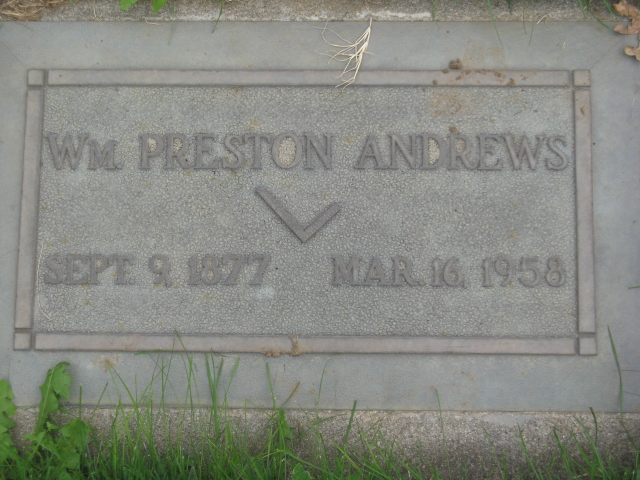 WM. PRESTON ANDREWS
SEPT. 9, 1877 MAR. 16, 1958